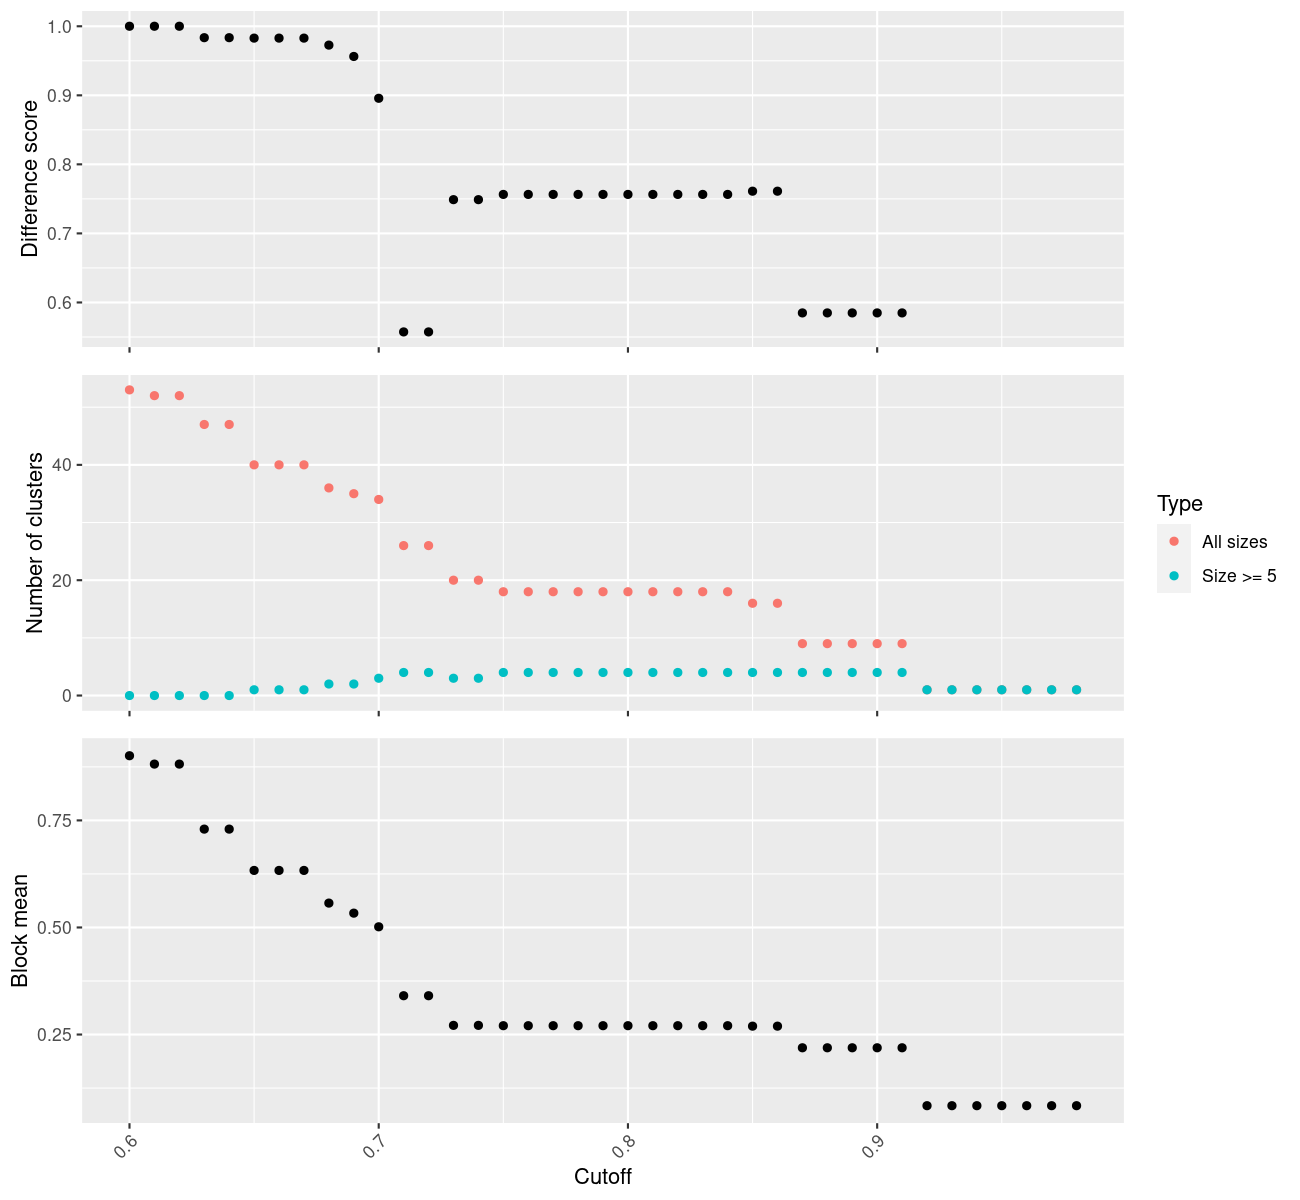 Difference score
1.0
0.9
0.8
0.7
0.6
Number of clusters
40
20
0
Type
All sizes
Size >= 5
Block mean
0.75
0.50
0.25
0.6
0.7
0.8
0.9
Cutoff